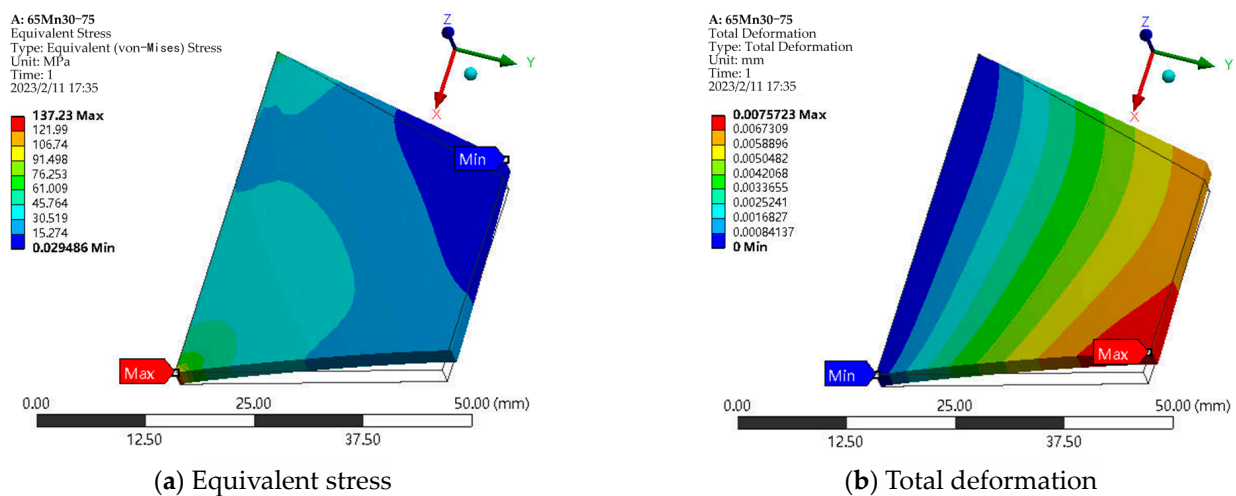 A: 65Mn30-75
Equivalent Stress
Type: Equivalent (von-Mises) Stress
Unit: MPa
Time: 1
2023/2/11 17:35
137.23 Max
121.99
106.74
91.498
76.253
61.009
45.764
30.519
15.274
0.029486 Min
Z
Y
X
Min
Max
0.00 25.00 50.00 (mm)
12.50 37.50
(a) Equivalent stress
A: 65Mn30-75
Total Deformation
Type: Total Deformation
Unit: mm
Time: 1
2023/2/11 17:35
0.0075723 Max
0.0067309
0.0058896
0.0050482
0.0042068
0.0033655
0.0025241
0.0016827
0.00084137
0 Min
Z
Y
X
Max
Min
0.00 25.00 50.00 (mm)
12.50 37.50
(b) Total deformation